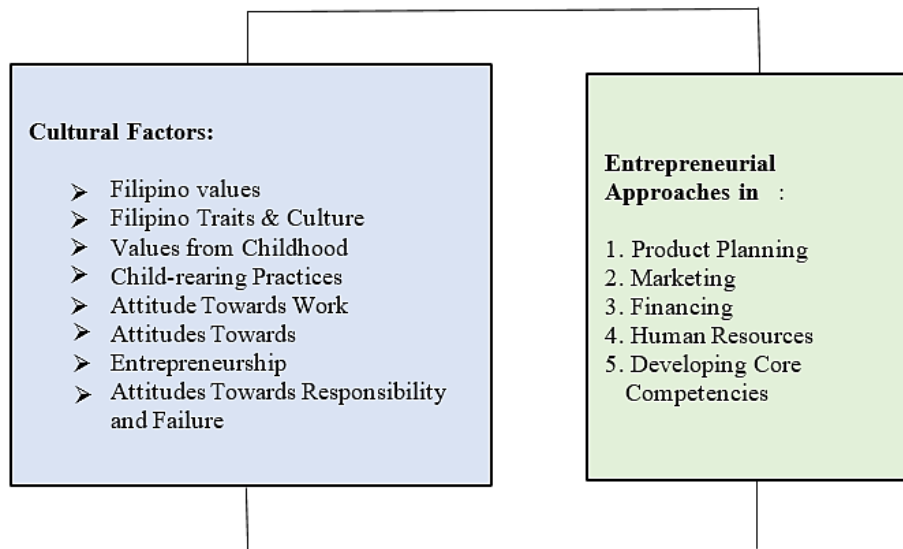 Cultural Factors:
➢ Filipino values
➢ Filipino Traits & Culture
➢ Values from Childhood
➢ Child-rearing Practices
➢ Attitude Towards Work
➢ Attitudes Towards
➢ Entrepreneurship
➢ Attitudes Towards Responsibility
and Failure
Entrepreneurial
Approaches in :
1. Product Planning
2. Marketing
3. Financing
4. Human Resources
5. Developing Core
Competencies